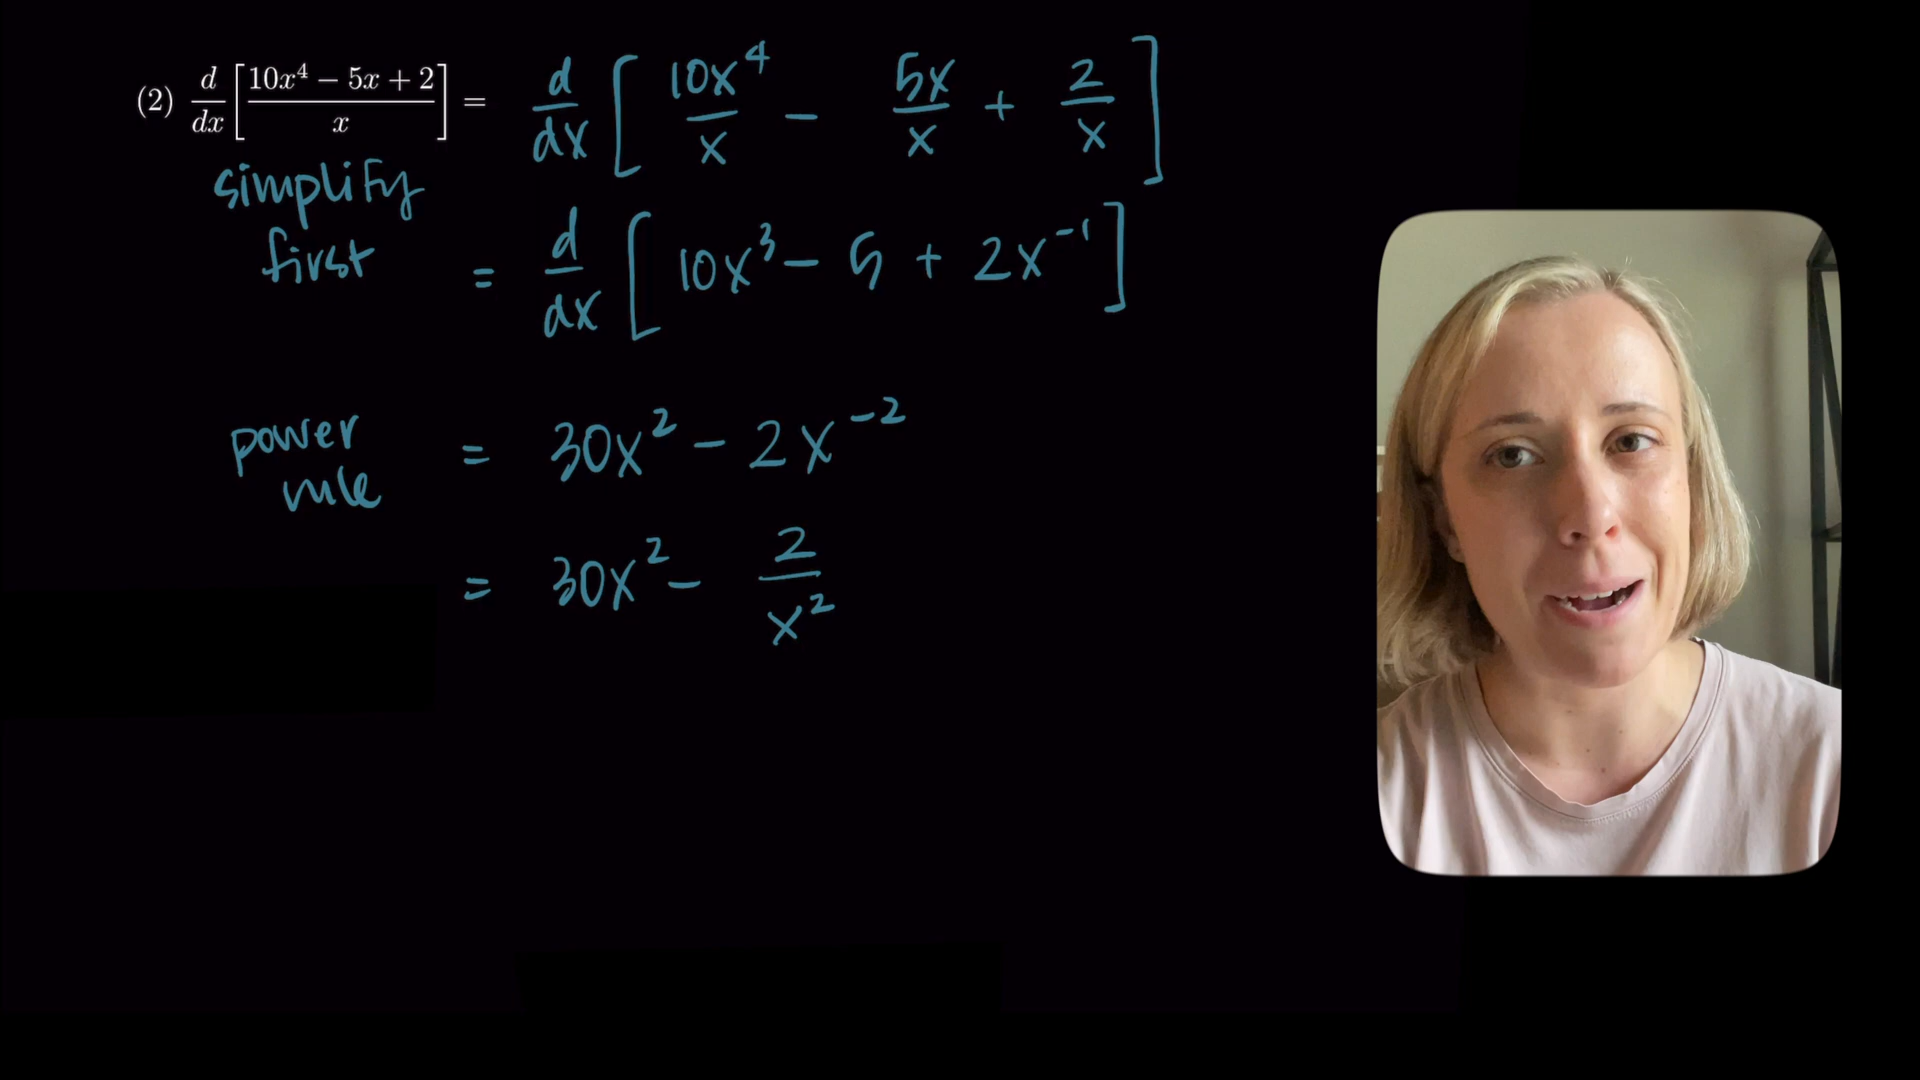 (2) d/dx [(10x⁴ − 5x + 2)/x] = d/dx [10x⁴/x − 5x/x + 2/x]
simplify
first
= d/dx [10x³ − 5 + 2x⁻¹]
power
rule
= 30x² − 2x⁻²
= 30x² − 2/x²